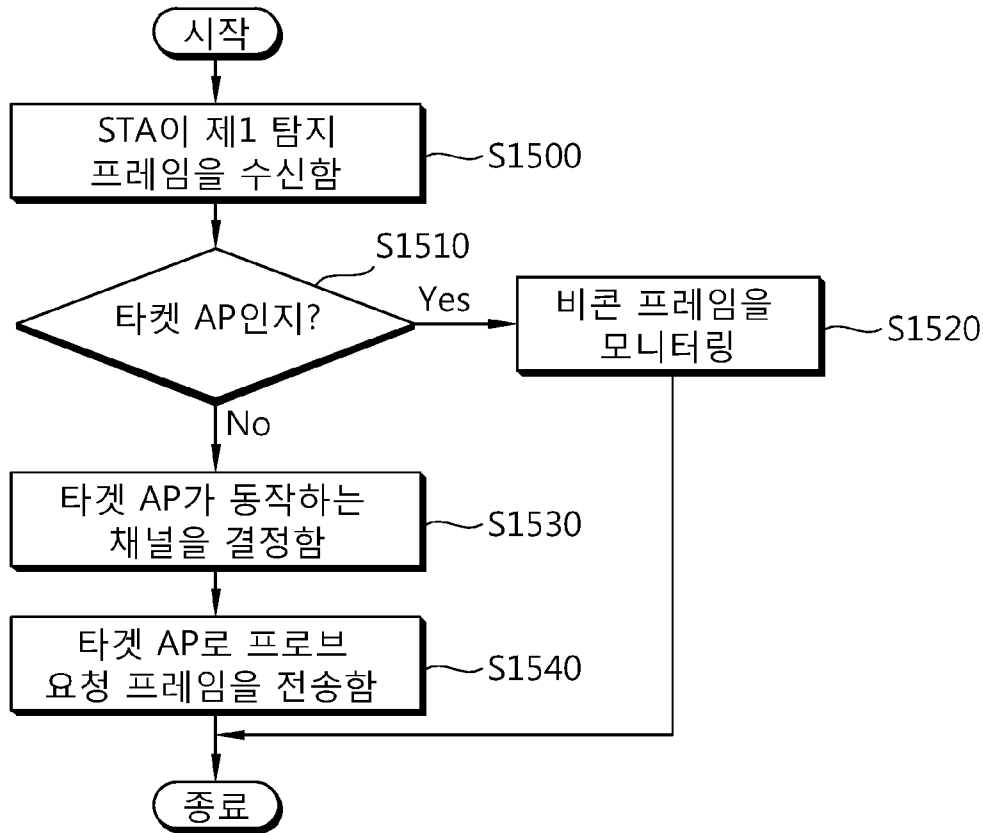 시작
STA이 제1 탐지
프레임을 수신함
S1500
S1510
타켓 AP인지?
Yes
비콘 프레임을
모니터링
S1520
No
타겟 AP가 동작하는
채널을 결정함
S1530
타겟 AP로 프로브
요청 프레임을 전송함
S1540
종료